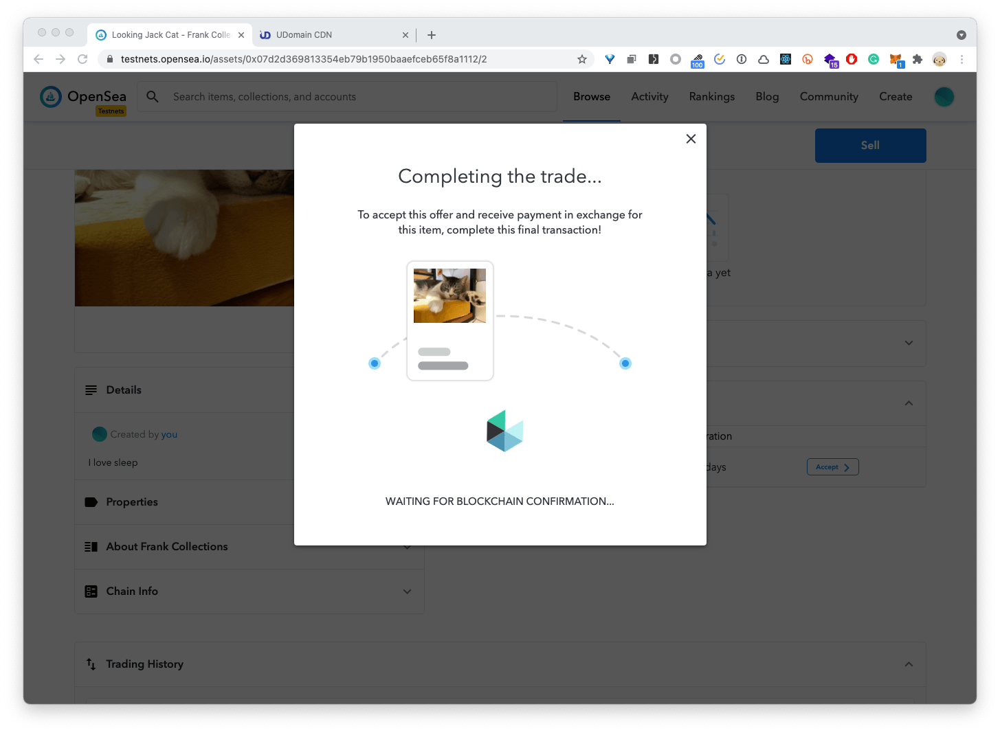 Looking Jack Cat - Frank Colle
UDomain CDN
testnets.opensea.io/assets/0x07d2d369813354eb79b1950baaefceb65f8a1112/2
100
15
1
OpenSea
Testnets
Search items, collections, and accounts
Browse
Activity
Rankings
Blog
Community
Create
Sell
Completing the trade...
To accept this offer and receive payment in exchange for
this item, complete this final transaction!
a yet
Details
Created by you
ration
I love sleep
days
Accept
Properties
WAITING FOR BLOCKCHAIN CONFIRMATION...
About Frank Collections
Chain Info
Trading History